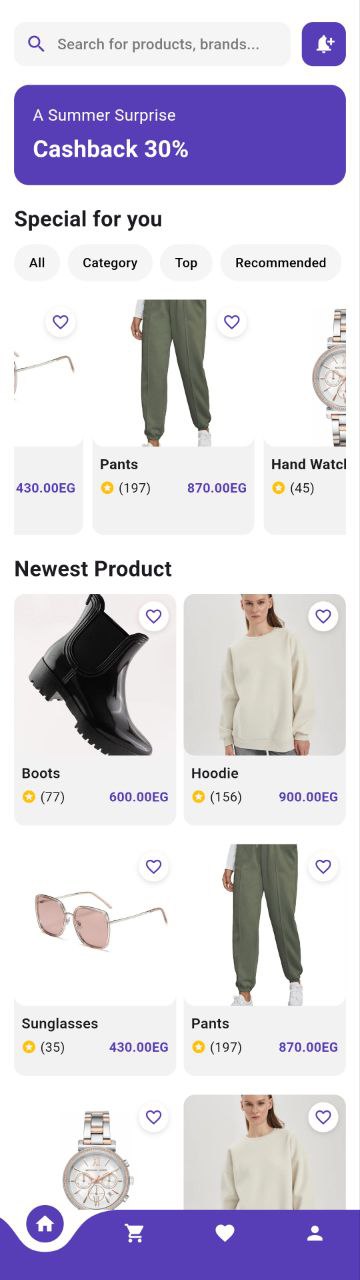 Search for products, brands...
A Summer Surprise
Cashback 30%
Special for you
All Category Top Recommended
Pants Hand Watch
430.00EG (197) 870.00EG (45)
Newest Product
Boots Hoodie
(77) 600.00EG (156) 900.00EG
Sunglasses Pants
(35) 430.00EG (197) 870.00EG